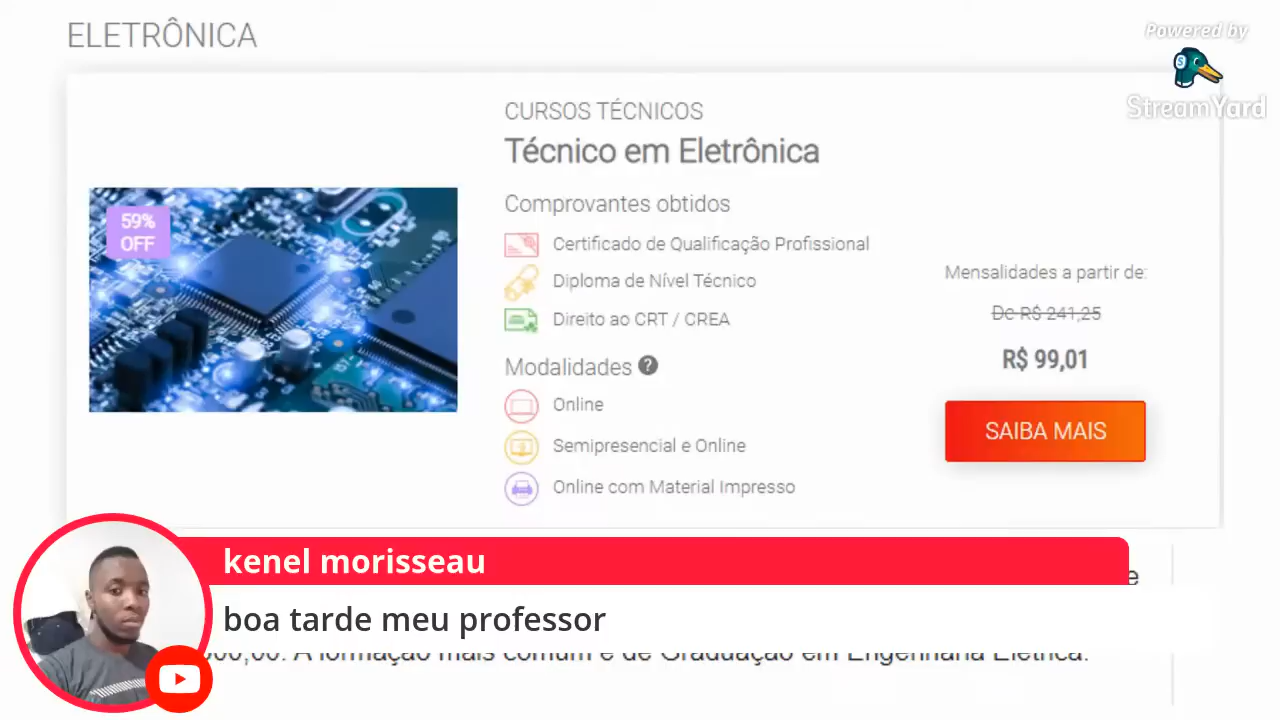 ELETRÔNICA
Powered by
StreamYard
CURSOS TÉCNICOS
Técnico em Eletrônica
59%
OFF
Comprovantes obtidos
Certificado de Qualificação Profissional
Diploma de Nível Técnico
Direito ao CRT / CREA
Mensalidades a partir de:
De R$ 241,25
R$ 99,01
SAIBA MAIS
Modalidades ?
Online
Semipresencial e Online
Online com Material Impresso
kenel morisseau
boa tarde meu professor
e
000,00. A formação mais comum é de Graduação em Engenharia Elétrica.